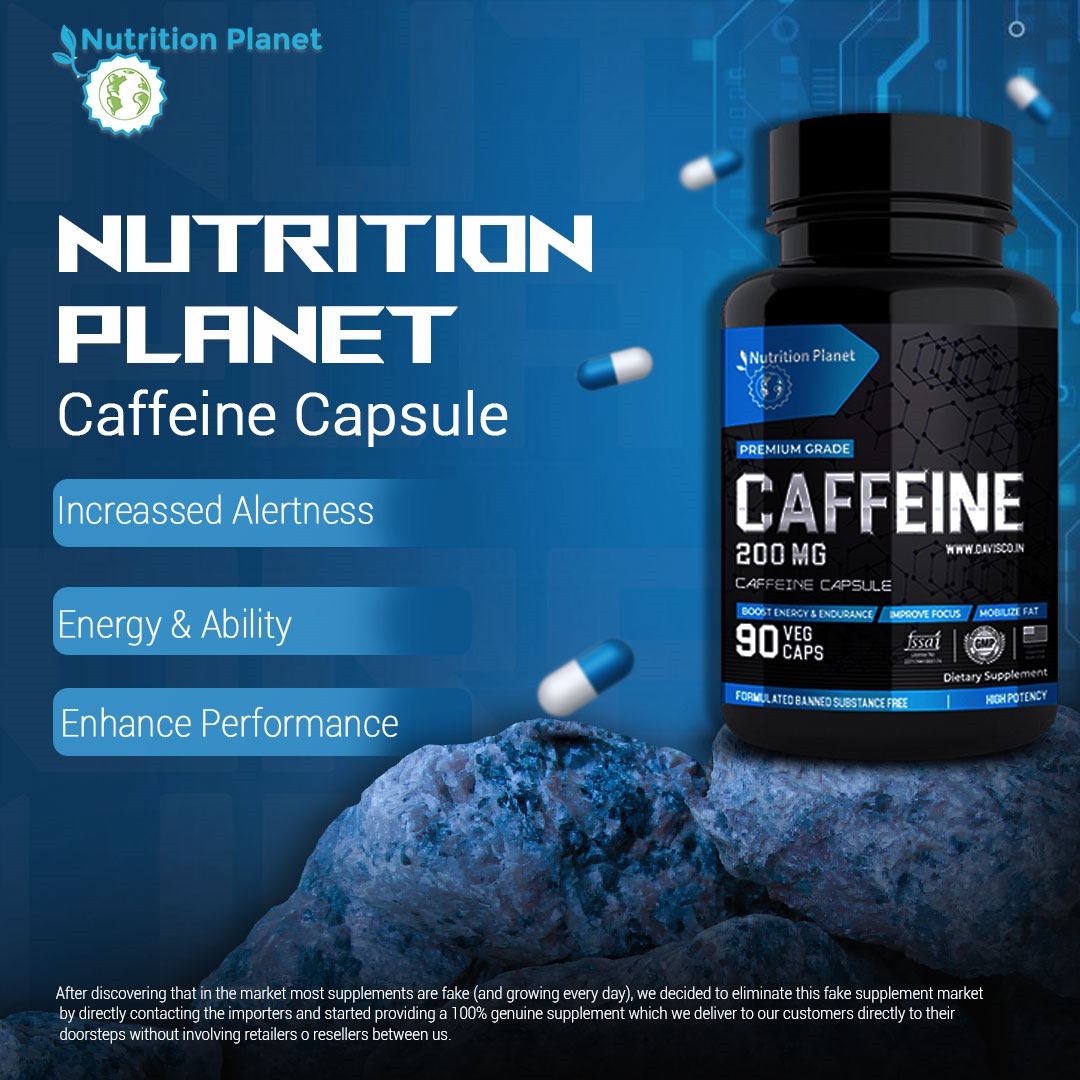 Nutrition Planet
NUTRITION
PLANET
Caffeine Capsule
Increassed Alertness
Energy & Ability
Enhance Performance
Nutrition Planet
PREMIUM GRADE
CAFFEINE
200 MG
WWW.DAVISCO.IN
CAFFEINE CAPSULE
BOOST ENERGY & ENDURANCE / IMPROVE FOCUS / MOBILIZE FAT
90 VEG
CAPS
fssai
GMP
Dietary Supplement
FORMULATED BANNED SUBSTANCE FREE | HIGH POTENCY
After discovering that in the market most supplements are fake (and growing every day), we decided to eliminate this fake supplement market
by directly contacting the importers and started providing a 100% genuine supplement which we deliver to our customers directly to their
doorsteps without involving retailers o resellers between us.